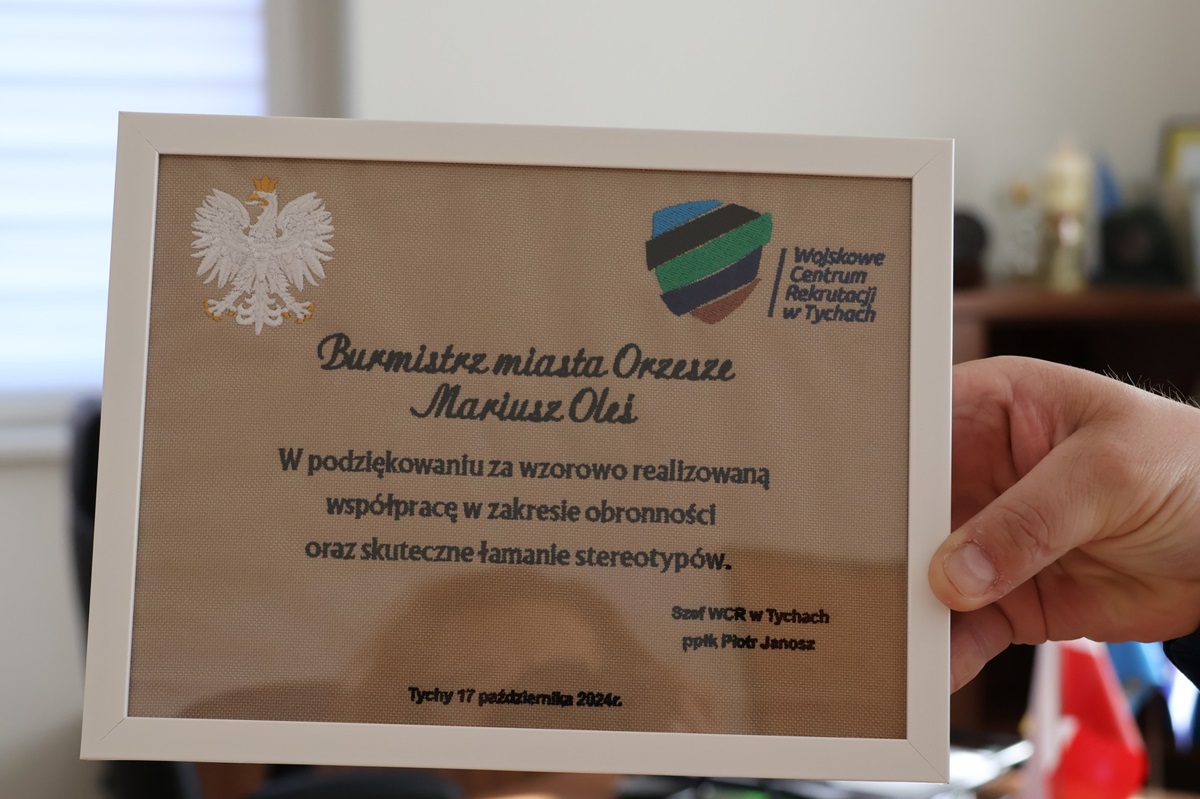 Wojskowe
Centrum
Rekrutacji
w Tychach
Burmistrz miasta Orzesze
Mariusz Oleś
W podziękowaniu za wzorowo realizowaną
współpracę w zakresie obronności
oraz skuteczne łamanie stereotypów.
Szef WCR w Tychach
ppłk Piotr Janosz
Tychy 17 października 2024r.